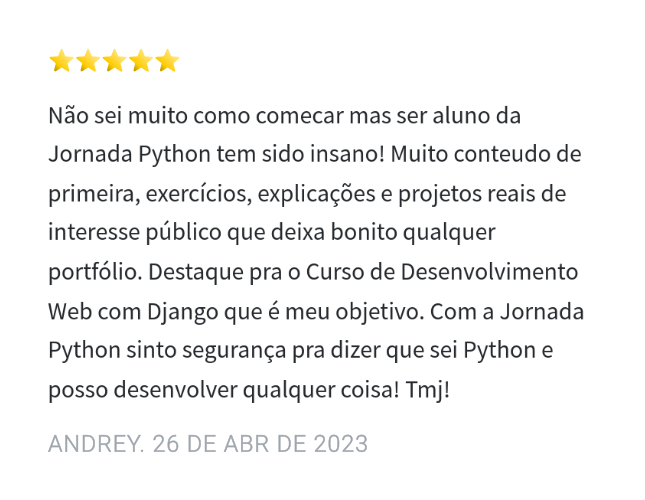 ⭐⭐⭐⭐⭐
Não sei muito como comecar mas ser aluno da
Jornada Python tem sido insano! Muito conteudo de
primeira, exercícios, explicações e projetos reais de
interesse público que deixa bonito qualquer
portfólio. Destaque pra o Curso de Desenvolvimento
Web com Django que é meu objetivo. Com a Jornada
Python sinto segurança pra dizer que sei Python e
posso desenvolver qualquer coisa! Tmj!
ANDREY. 26 DE ABR DE 2023